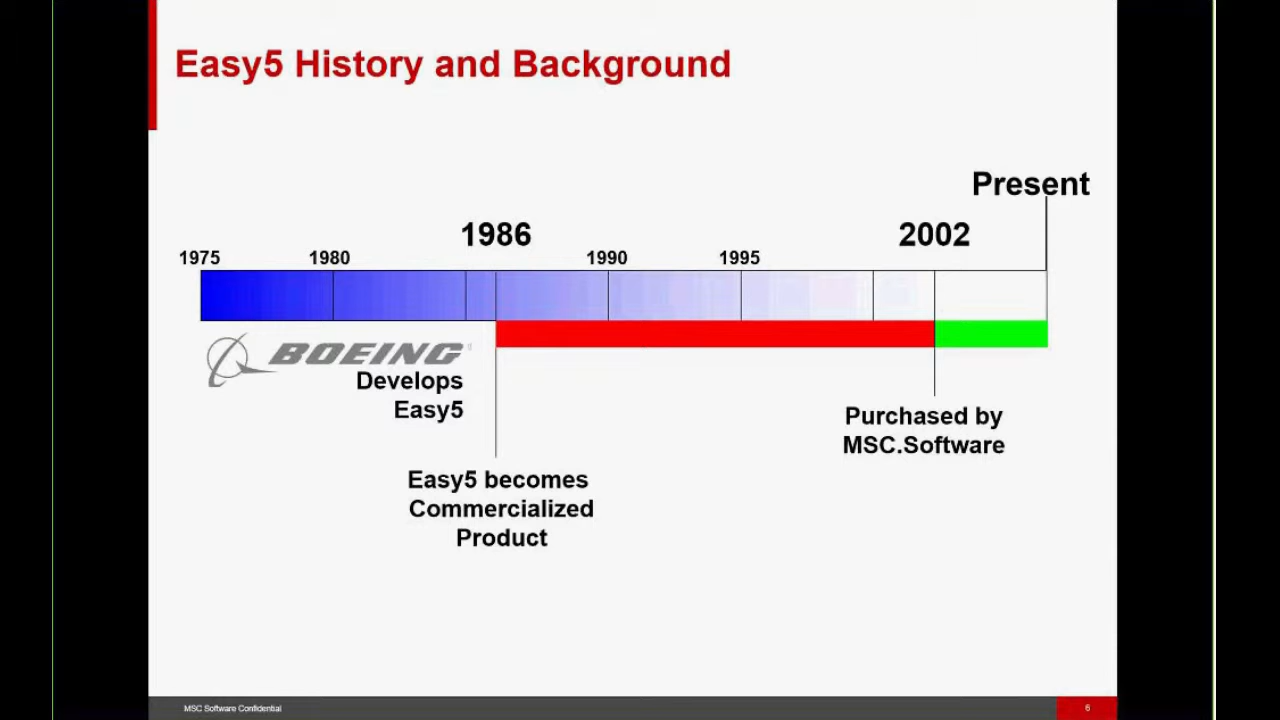 Easy5 History and Background
Present
1986
2002
1975
1980
1990
1995
BOEING
Develops
Easy5
Purchased by
MSC.Software
Easy5 becomes
Commercialized
Product
MSC Software Confidential
6